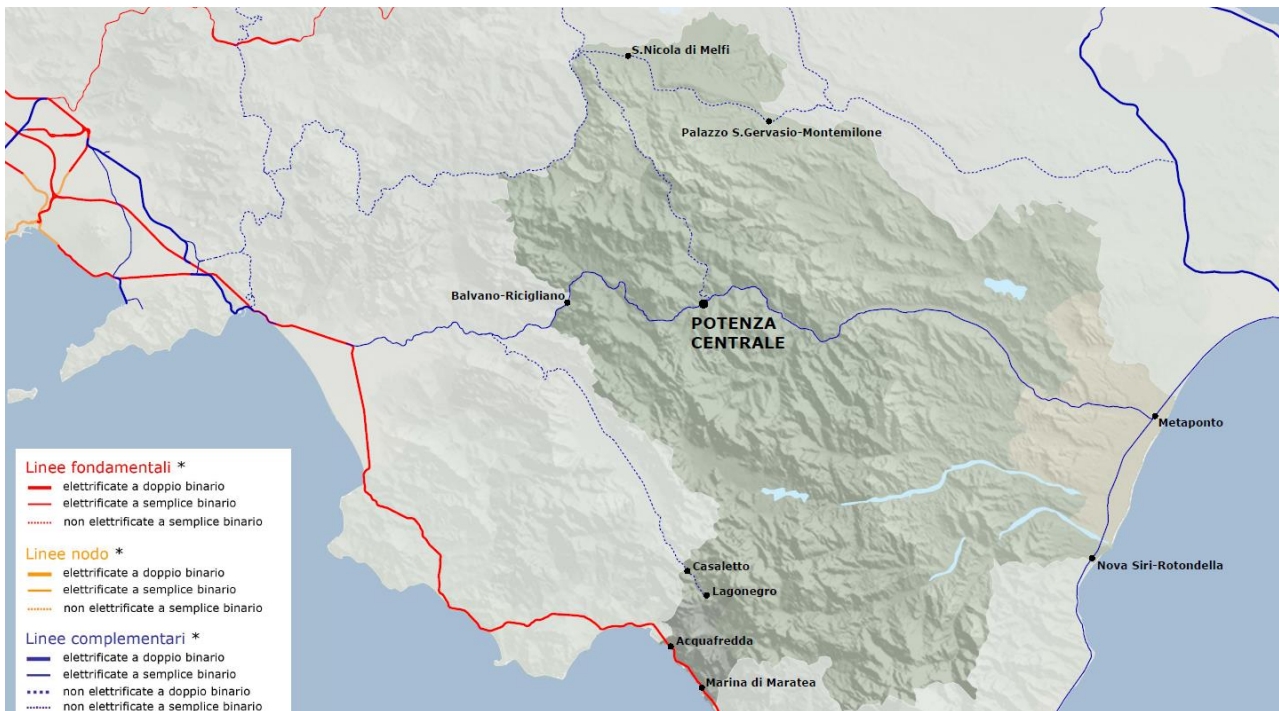 S.Nicola di Melfi
Palazzo S.Gervasio-Montemilone
Balvano-Ricigliano
POTENZA
CENTRALE
Metaponto
Nova Siri-Rotondella
Casaletto
Lagonegro
Acquafredda
Marina di Maratea
Linee fondamentali *
elettrificate a doppio binario
elettrificate a semplice binario
non elettrificate a semplice binario
Linee nodo *
elettrificate a doppio binario
elettrificate a semplice binario
non elettrificate a semplice binario
Linee complementari *
elettrificate a doppio binario
elettrificate a semplice binario
non elettrificate a doppio binario
non elettrificate a semplice binario